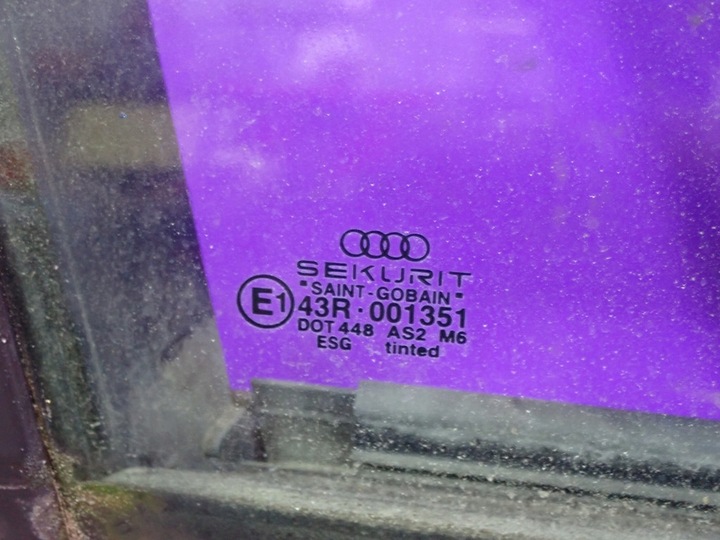 SEKURIT
"SAINT-GOBAIN"
E1 43R · 001351
DOT 448 AS2 M6
ESG tinted